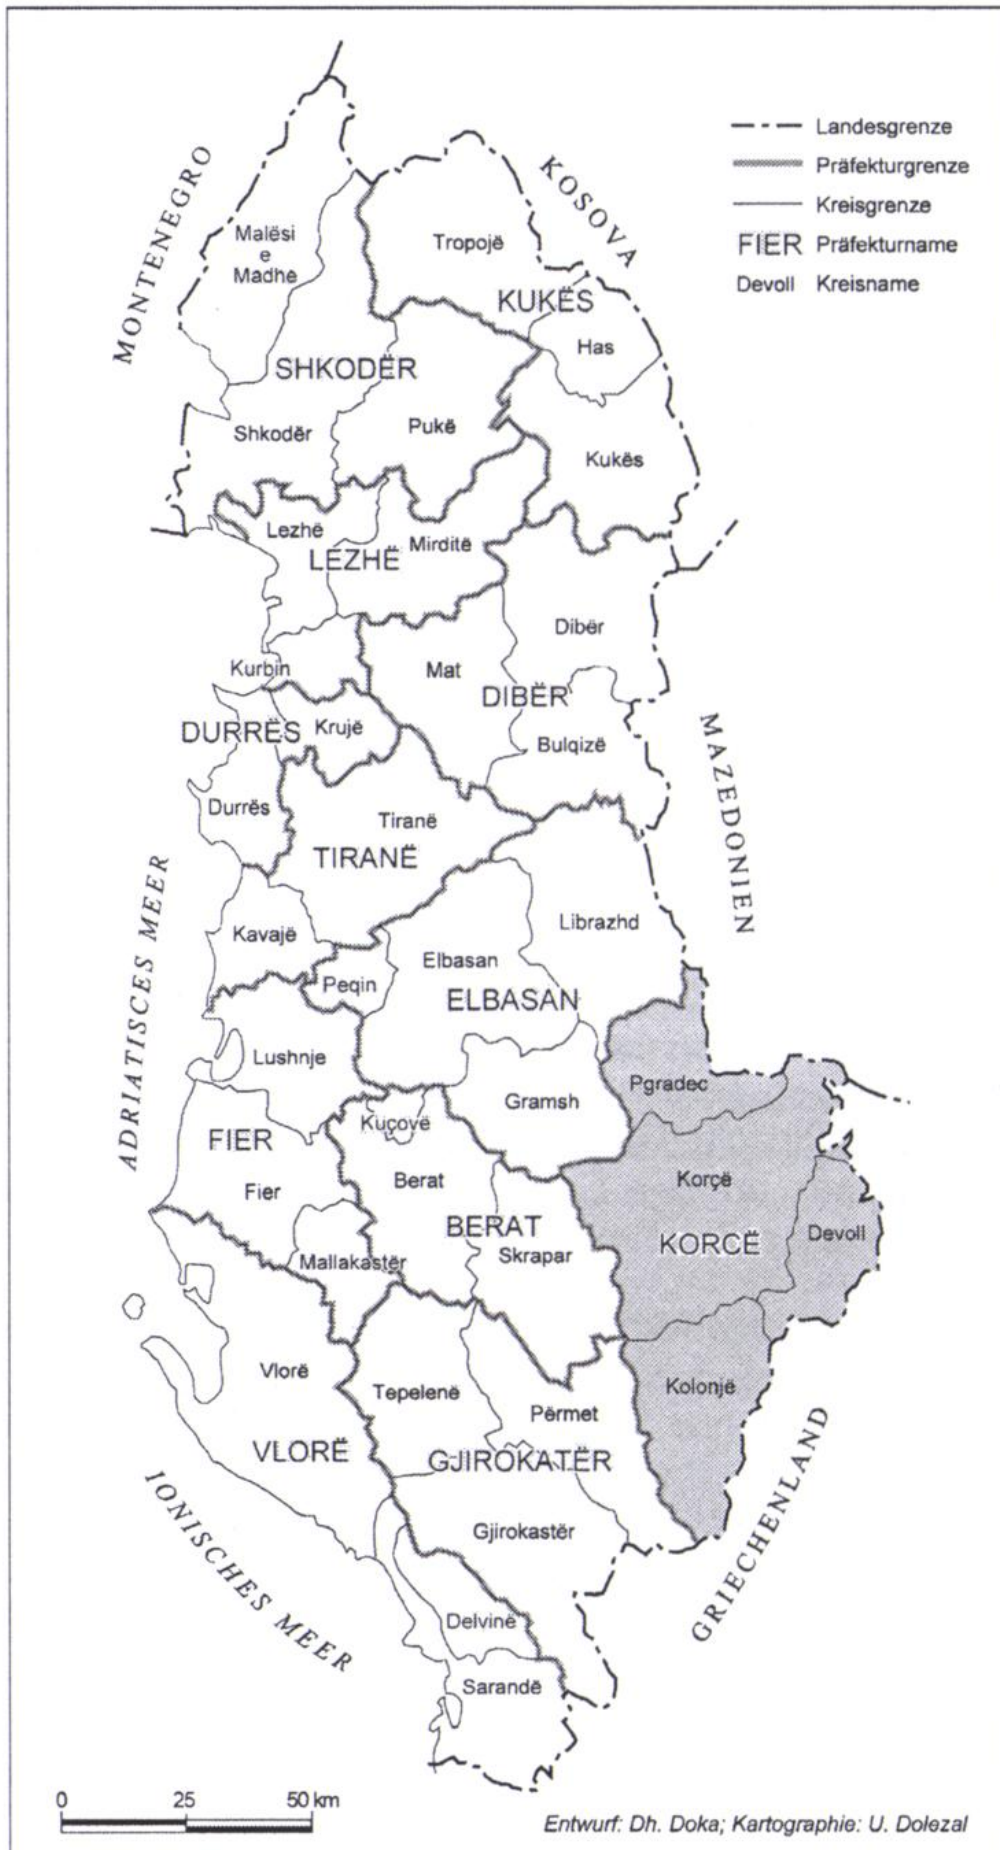 Landesgrenze
Präfekturgrenze
Kreisgrenze
FIER Präfekturname
Devoll Kreisname
MONTENEGRO
KOSOVA
Malësi
e
Madhe
Tropojë
KUKËS
Has
SHKODËR
Shkodër
Pukë
Kukës
Lezhë
LEZHË
Mirditë
Dibër
Kurbin
Mat
DIBËR
DURRËS
Krujë
Bulqizë
MAZEDONIEN
Durrës
Tiranë
TIRANË
ADRIATISCES MEER
Kavajë
Librazhd
Elbasan
Peqin
ELBASAN
Lushnje
Pgradec
Gramsh
Kuçovë
FIER
Fier
Berat
Korçë
BERAT
KORCË
Devoll
Skrapar
Mallakastër
Vlorë
Tepelenë
Kolonjë
Përmet
VLORË
GJIROKATËR
GRIECHENLAND
IONISCHES MEER
Gjirokastër
Delvinë
Sarandë
0 25 50 km
Entwurf: Dh. Doka; Kartographie: U. Dolezal